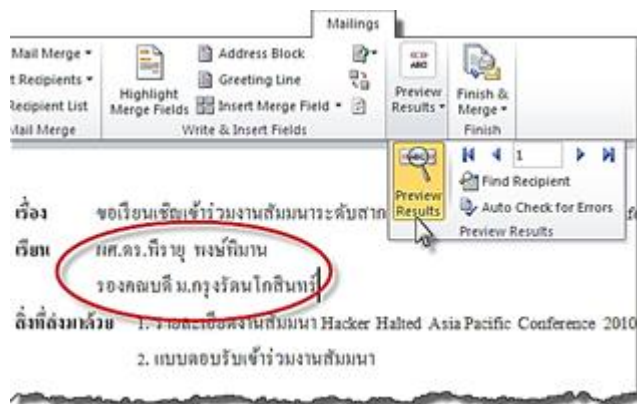 Mailings
Mail Merge
t Recipients
Recipient List
Mail Merge
Highlight Merge Fields
Address Block
Greeting Line
Insert Merge Field
Write & Insert Fields
Preview Results
Finish & Merge
Finish
Preview Results
1
Find Recipient
Auto Check for Errors
Preview Results
เรื่อง ขอเรียนเชิญเข้าร่วมงานสัมมนาระดับสาก
เรียน ผศ.ดร.พีรายุ พงษ์พิมาน
รองคณบดี ม.กรุงรัตนโกสินทร์
สิ่งที่ส่งมาด้วย 1. รายละเอียดงานสัมมนา Hacker Halted Asia Pacific Conference 2010
2. แบบตอบรับเข้าร่วมงานสัมมนา